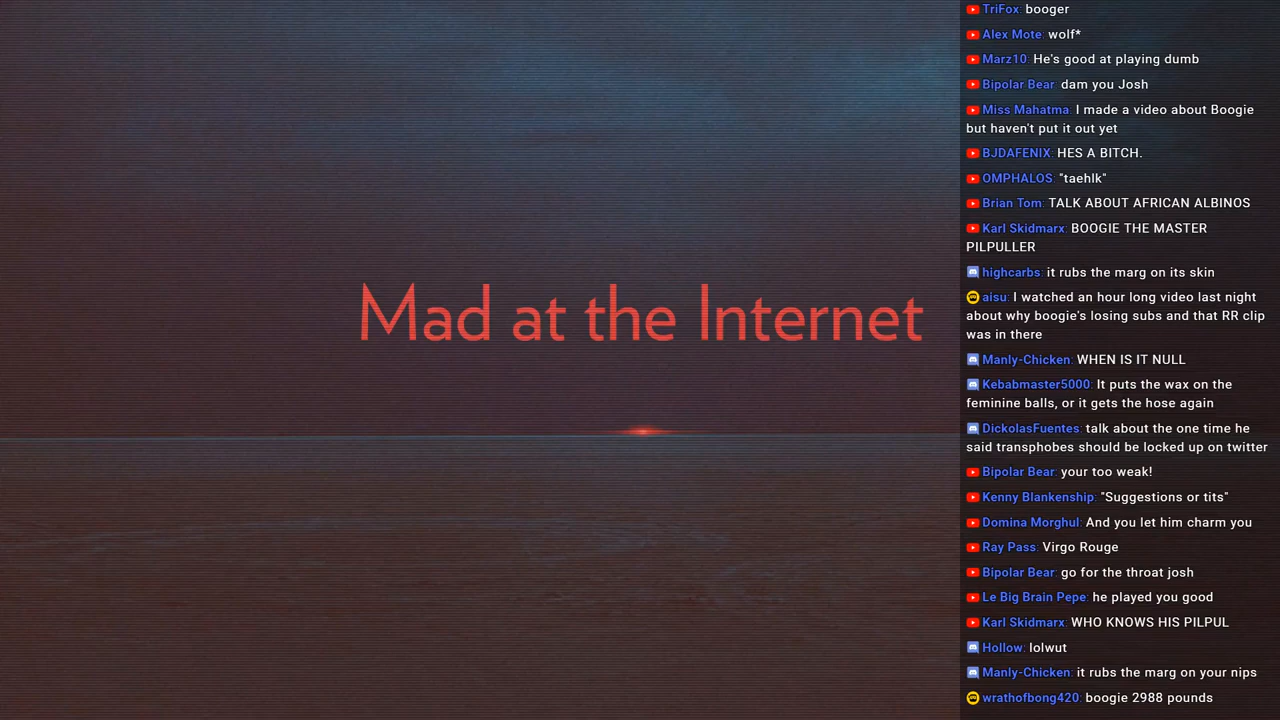 Mad at the Internet
TriFox: booger
Alex Mote: wolf*
Marz10: He's good at playing dumb
Bipolar Bear: dam you Josh
Miss Mahatma: I made a video about Boogie
but haven't put it out yet
BJDAFENIX: HES A BITCH.
OMPHALOS: "taehlk"
Brian Tom: TALK ABOUT AFRICAN ALBINOS
Karl Skidmarx: BOOGIE THE MASTER
PILPULLER
highcarbs: it rubs the marg on its skin
aisu: I watched an hour long video last night
about why boogie's losing subs and that RR clip
was in there
Manly-Chicken: WHEN IS IT NULL
Kebabmaster5000: It puts the wax on the
feminine balls, or it gets the hose again
DickolasFuentes: talk about the one time he
said transphobes should be locked up on twitter
Bipolar Bear: your too weak!
Kenny Blankenship: "Suggestions or tits"
Domina Morghul: And you let him charm you
Ray Pass: Virgo Rouge
Bipolar Bear: go for the throat josh
Le Big Brain Pepe: he played you good
Karl Skidmarx: WHO KNOWS HIS PILPUL
Hollow: lolwut
Manly-Chicken: it rubs the marg on your nips
wrathofbong420: boogie 2988 pounds